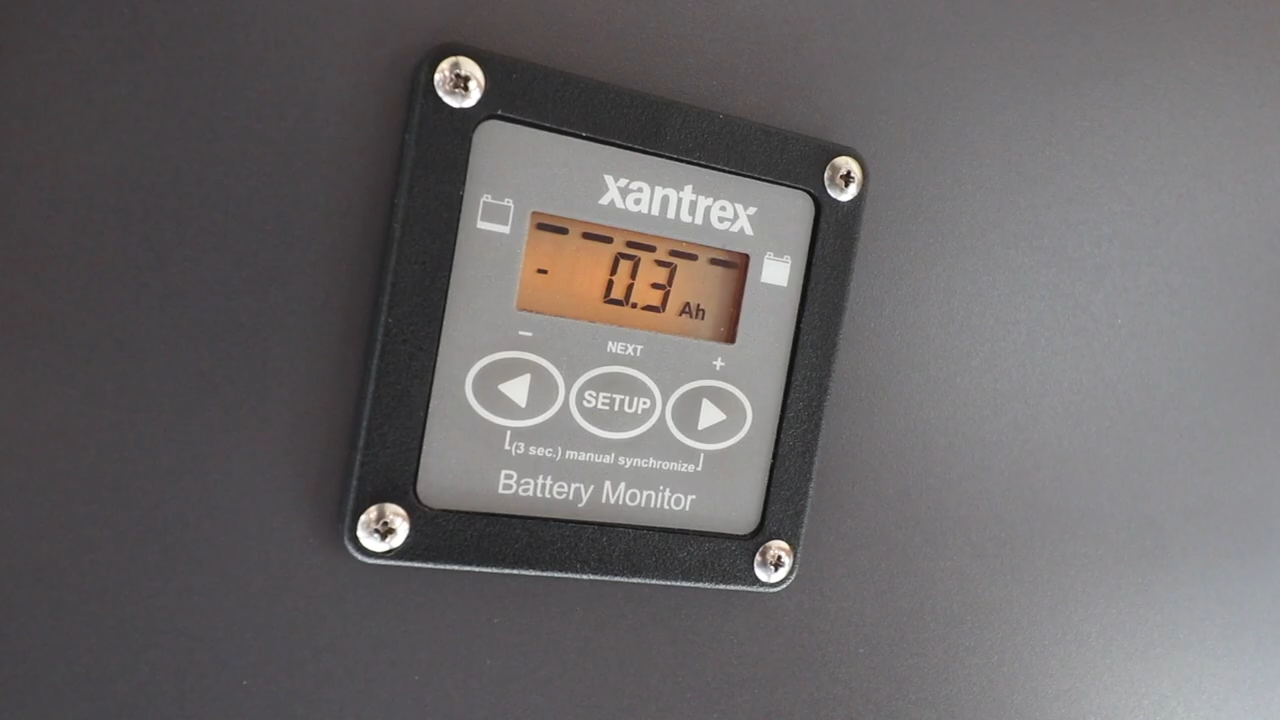 xantrex
- 0.3 Ah
− NEXT +
SETUP
(3 sec.) manual synchronize
Battery Monitor